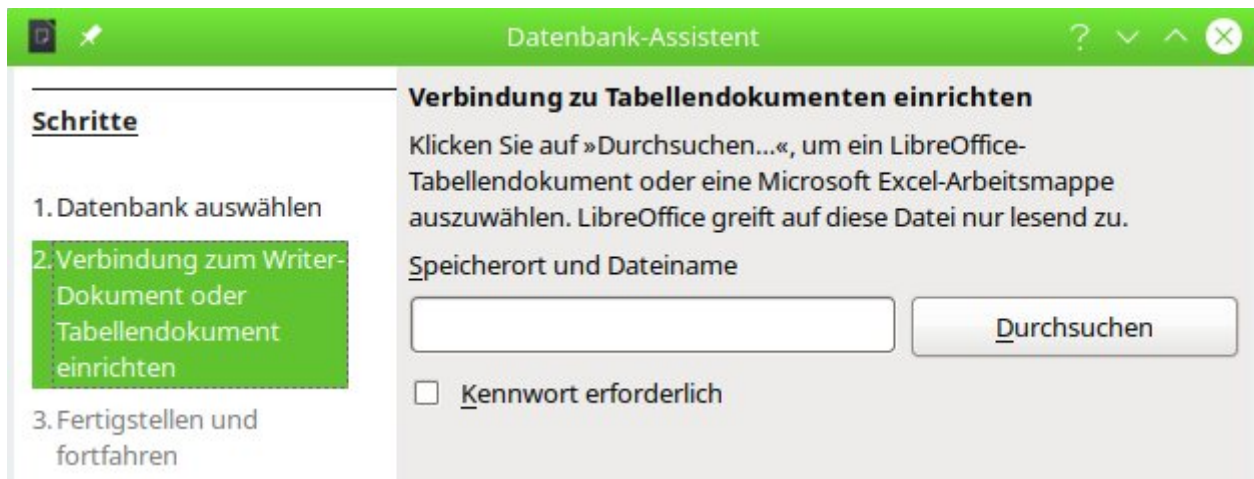 Datenbank-Assistent
Schritte
1. Datenbank auswählen
2. Verbindung zum Writer-
Dokument oder
Tabellendokument
einrichten
3. Fertigstellen und
fortfahren
Verbindung zu Tabellendokumenten einrichten
Klicken Sie auf »Durchsuchen...«, um ein LibreOffice-
Tabellendokument oder eine Microsoft Excel-Arbeitsmappe
auszuwählen. LibreOffice greift auf diese Datei nur lesend zu.
Speicherort und Dateiname
Durchsuchen
Kennwort erforderlich